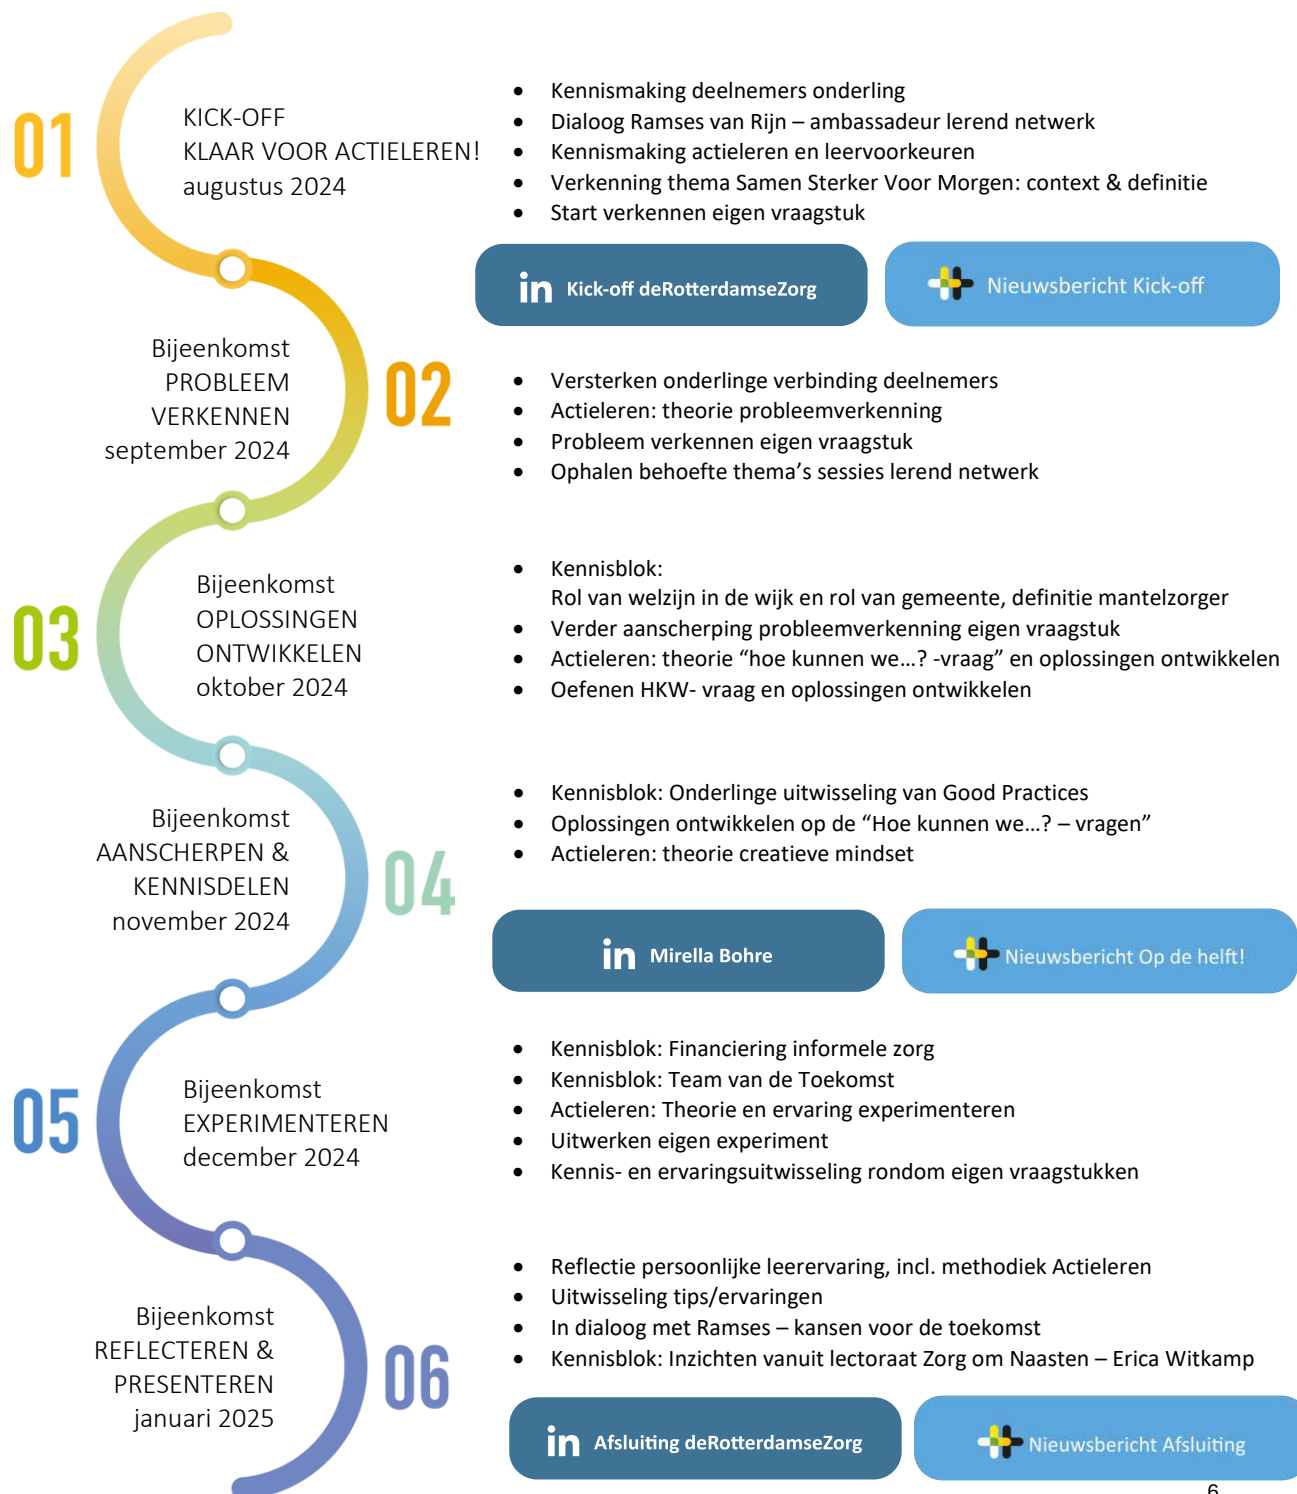 01
KICK-OFF
KLAAR VOOR ACTIELEREN!
augustus 2024
• Kennismaking deelnemers onderling
• Dialoog Ramses van Rijn – ambassadeur lerend netwerk
• Kennismaking actieleren en leervoorkeuren
• Verkenning thema Samen Sterker Voor Morgen: context & definitie
• Start verkennen eigen vraagstuk
in Kick-off deRotterdamseZorg
Nieuwsbericht Kick-off
Bijeenkomst
PROBLEEM
VERKENNEN
september 2024
02
• Versterken onderlinge verbinding deelnemers
• Actieleren: theorie probleemverkenning
• Probleem verkennen eigen vraagstuk
• Ophalen behoefte thema’s sessies lerend netwerk
03
Bijeenkomst
OPLOSSINGEN
ONTWIKKELEN
oktober 2024
• Kennisblok:
Rol van welzijn in de wijk en rol van gemeente, definitie mantelzorger
• Verder aanscherping probleemverkenning eigen vraagstuk
• Actieleren: theorie “hoe kunnen we…? -vraag” en oplossingen ontwikkelen
• Oefenen HKW- vraag en oplossingen ontwikkelen
Bijeenkomst
AANSCHERPEN &
KENNISDELEN
november 2024
04
• Kennisblok: Onderlinge uitwisseling van Good Practices
• Oplossingen ontwikkelen op de “Hoe kunnen we…? – vragen”
• Actieleren: theorie creatieve mindset
in Mirella Bohre
Nieuwsbericht Op de helft!
05
Bijeenkomst
EXPERIMENTEREN
december 2024
• Kennisblok: Financiering informele zorg
• Kennisblok: Team van de Toekomst
• Actieleren: Theorie en ervaring experimenteren
• Uitwerken eigen experiment
• Kennis- en ervaringsuitwisseling rondom eigen vraagstukken
Bijeenkomst
REFLECTEREN &
PRESENTEREN
januari 2025
06
• Reflectie persoonlijke leerervaring, incl. methodiek Actieleren
• Uitwisseling tips/ervaringen
• In dialoog met Ramses – kansen voor de toekomst
• Kennisblok: Inzichten vanuit lectoraat Zorg om Naasten – Erica Witkamp
in Afsluiting deRotterdamseZorg
Nieuwsbericht Afsluiting
6